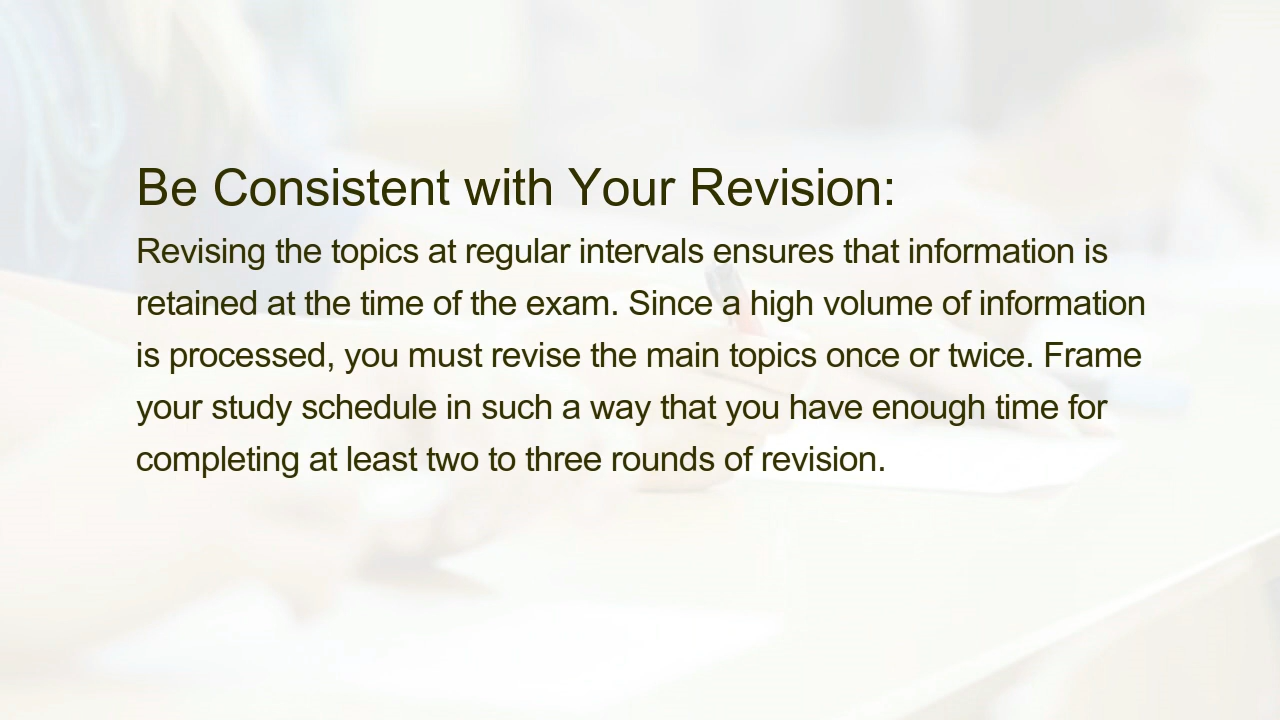 Be Consistent with Your Revision:
Revising the topics at regular intervals ensures that information is
retained at the time of the exam. Since a high volume of information
is processed, you must revise the main topics once or twice. Frame
your study schedule in such a way that you have enough time for
completing at least two to three rounds of revision.